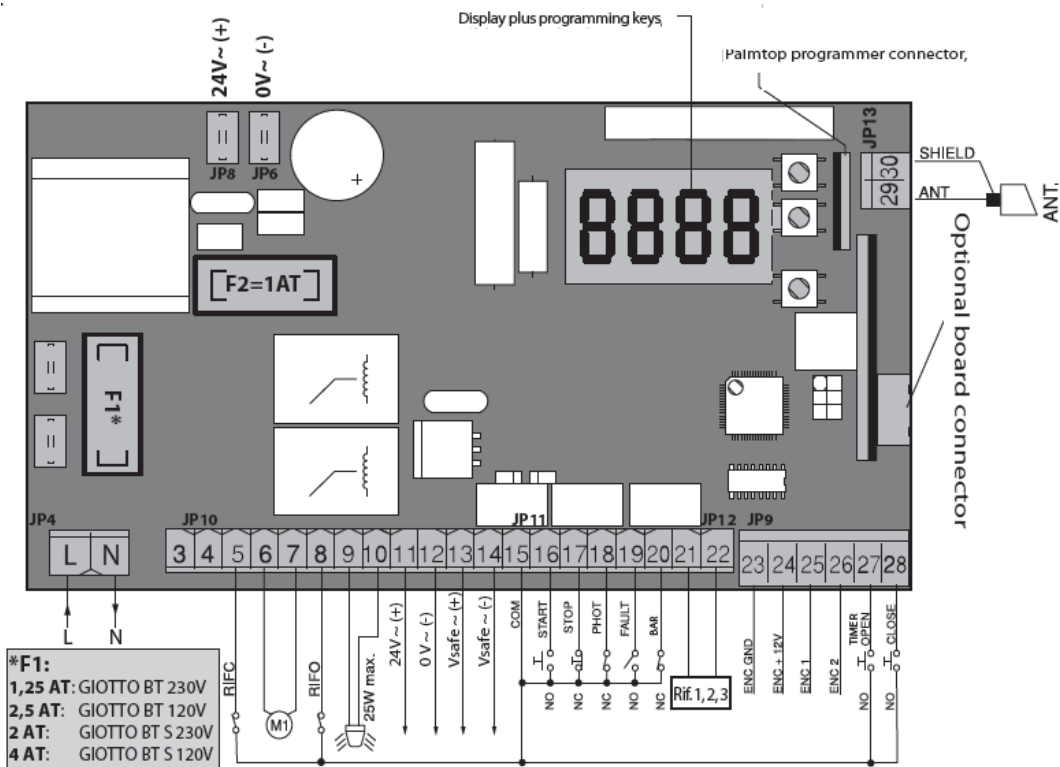 Display plus programming keys,
Palmtop programmer connector,
24V~ (+)
0V~ (-)
JP8
JP6
JP13
29 30
SHIELD
ANT
ANT.
8888
+
F2=1AT
F1*
Optional board connector
JP4
JP10
JP11
JP12
JP9
L N
3 4 5 6 7 8 9 10 11 12 13 14 15 16 17 18 19 20 21 22
23 24 25 26 27 28
L
N
RIFC
M1
RIFO
25W max.
24V ~ (+)
0 V ~ (-)
Vsafe ~ (+)
Vsafe ~ (-)
COM
START
STOP
PHOT
FAULT
BAR
NO
NC
NC
NO
NC
Rif. 1, 2, 3
ENC GND
ENC + 12V
ENC 1
ENC 2
TIMER
OPEN
CLOSE
NO
NO
*F1:
1,25 AT: GIOTTO BT 230V
2,5 AT: GIOTTO BT 120V
2 AT: GIOTTO BT S 230V
4 AT: GIOTTO BT S 120V